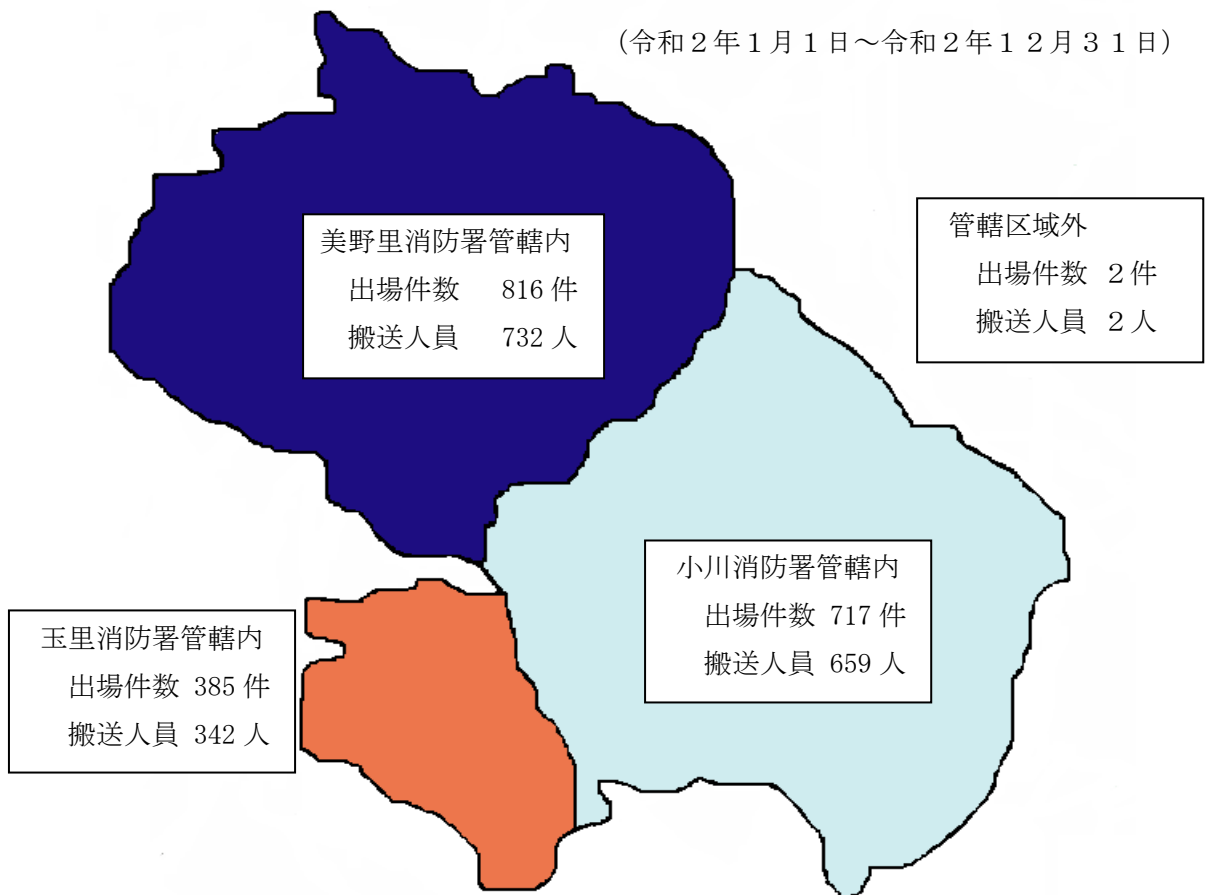 (令和２年１月１日～令和２年１２月３１日)
美野里消防署管轄内
出場件数 816 件
搬送人員 732 人
管轄区域外
出場件数 ２件
搬送人員 ２人
小川消防署管轄内
出場件数 717 件
搬送人員 659 人
玉里消防署管轄内
出場件数 385 件
搬送人員 342 人